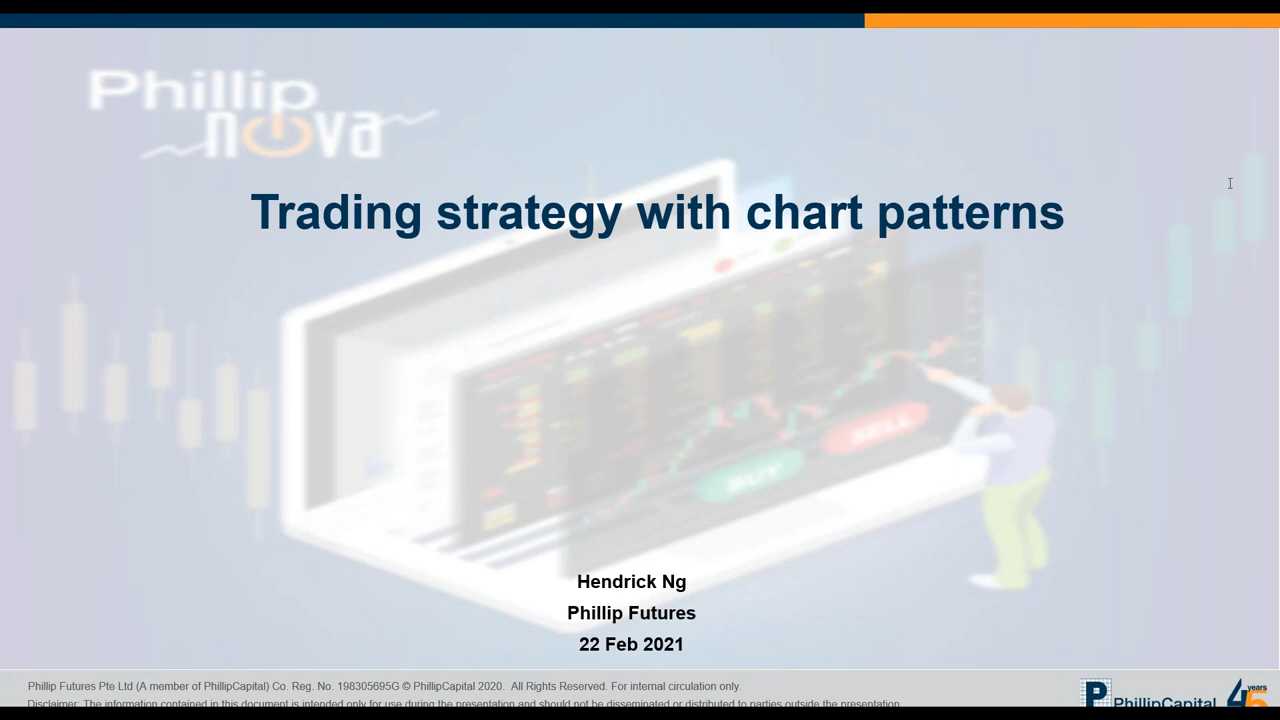 Phillip
nova
Trading strategy with chart patterns
BUY
SELL
Hendrick Ng
Phillip Futures
22 Feb 2021
Phillip Futures Pte Ltd (A member of PhillipCapital) Co. Reg. No. 198305695G © PhillipCapital 2020. All Rights Reserved. For internal circulation only.
Disclaimer: The information contained in this document is intended only for use during the presentation and should not be disseminated or distributed to parties outside the presentation.
P PhillipCapital 45 years